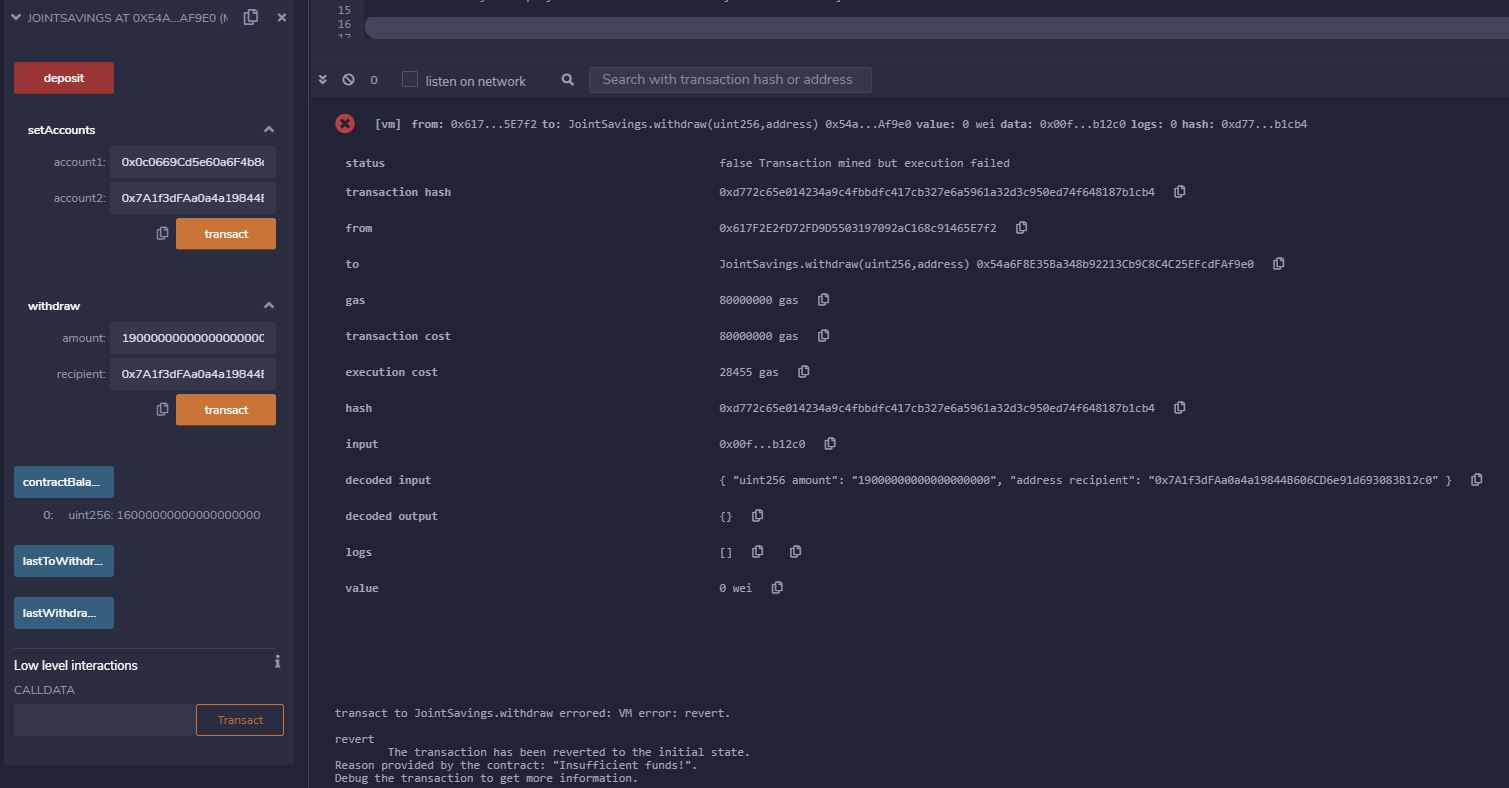 JOINTSAVINGS AT 0X54A...AF9E0 (M
deposit
setAccounts
account1: 0x0c0669Cd5e60a6F4b8
account2: 0x7A1f3dFAa0a4a19844
transact
withdraw
amount: 19000000000000000000
recipient: 0x7A1f3dFAa0a4a19844
transact
contractBala...
0: uint256: 16000000000000000000
lastToWithdr...
lastWithdra...
Low level interactions
CALLDATA
Transact
15
16
17
0 listen on network Search with transaction hash or address
[vm] from: 0x617...5E7f2 to: JointSavings.withdraw(uint256,address) 0x54a...Af9e0 value: 0 wei data: 0x00f...b12c0 logs: 0 hash: 0xd77...b1cb4
status false Transaction mined but execution failed
transaction hash 0xd772c65e014234a9c4fbbdfc417cb327e6a5961a32d3c950ed74f648187b1cb4
from 0x617F2E2fD72FD9D5503197092aC168c91465E7f2
to JointSavings.withdraw(uint256,address) 0x54a6F8E35Ba348b92213Cb9C8C4C25EFcdFAf9e0
gas 80000000 gas
transaction cost 80000000 gas
execution cost 28455 gas
hash 0xd772c65e014234a9c4fbbdfc417cb327e6a5961a32d3c950ed74f648187b1cb4
input 0x00f...b12c0
decoded input { "uint256 amount": "19000000000000000000", "address recipient": "0x7A1f3dFAa0a4a19844B606CD6e91d693083B12c0" }
decoded output {}
logs []
value 0 wei
transact to JointSavings.withdraw errored: VM error: revert.
revert
The transaction has been reverted to the initial state.
Reason provided by the contract: "Insufficient funds!".
Debug the transaction to get more information.